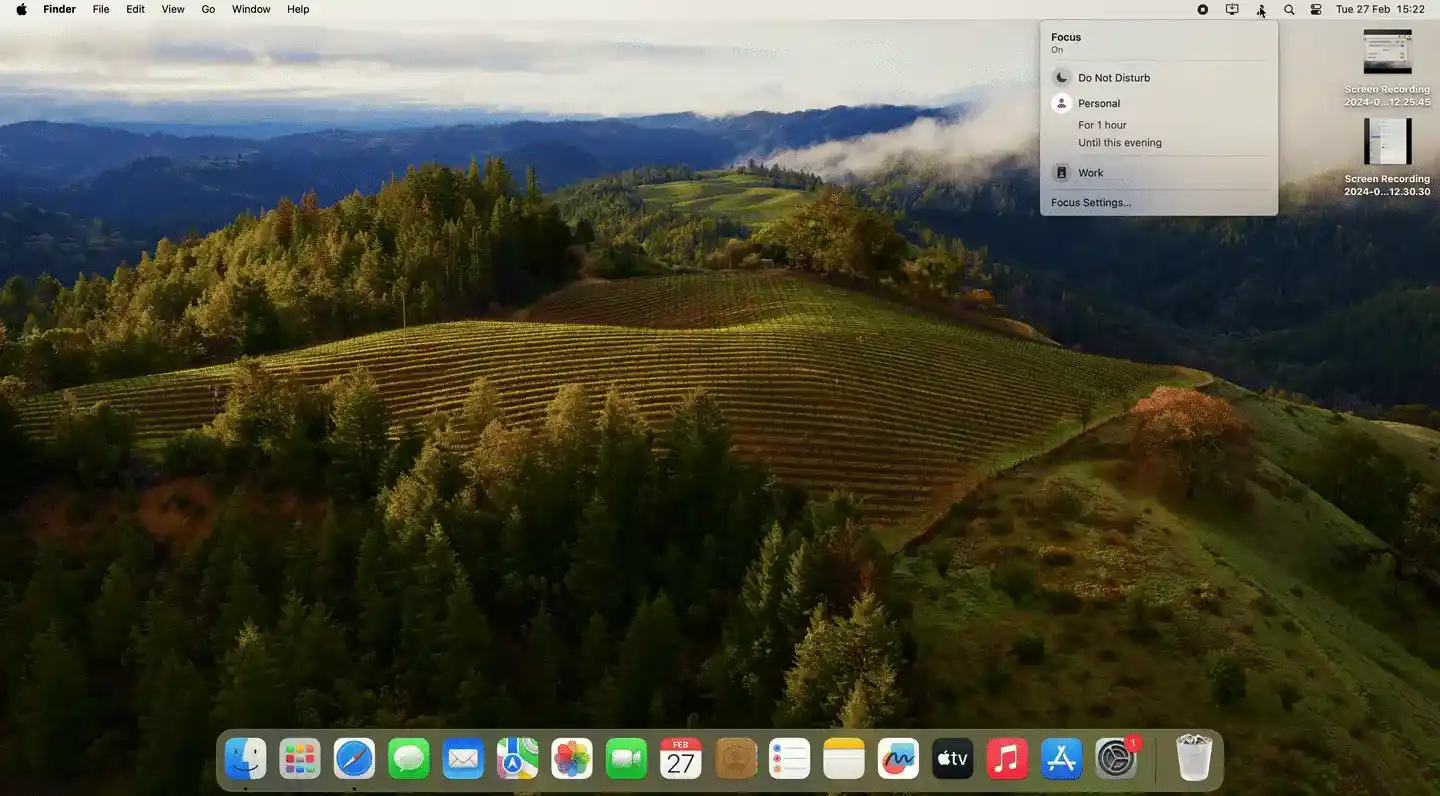 Finder File Edit View Go Window Help Tue 27 Feb 15:22
Focus
On
Do Not Disturb
Personal
For 1 hour
Until this evening
Work
Focus Settings...
Screen Recording
2024-0...12.25.45
Screen Recording
2024-0...12.30.30
FEB
27
tv
1